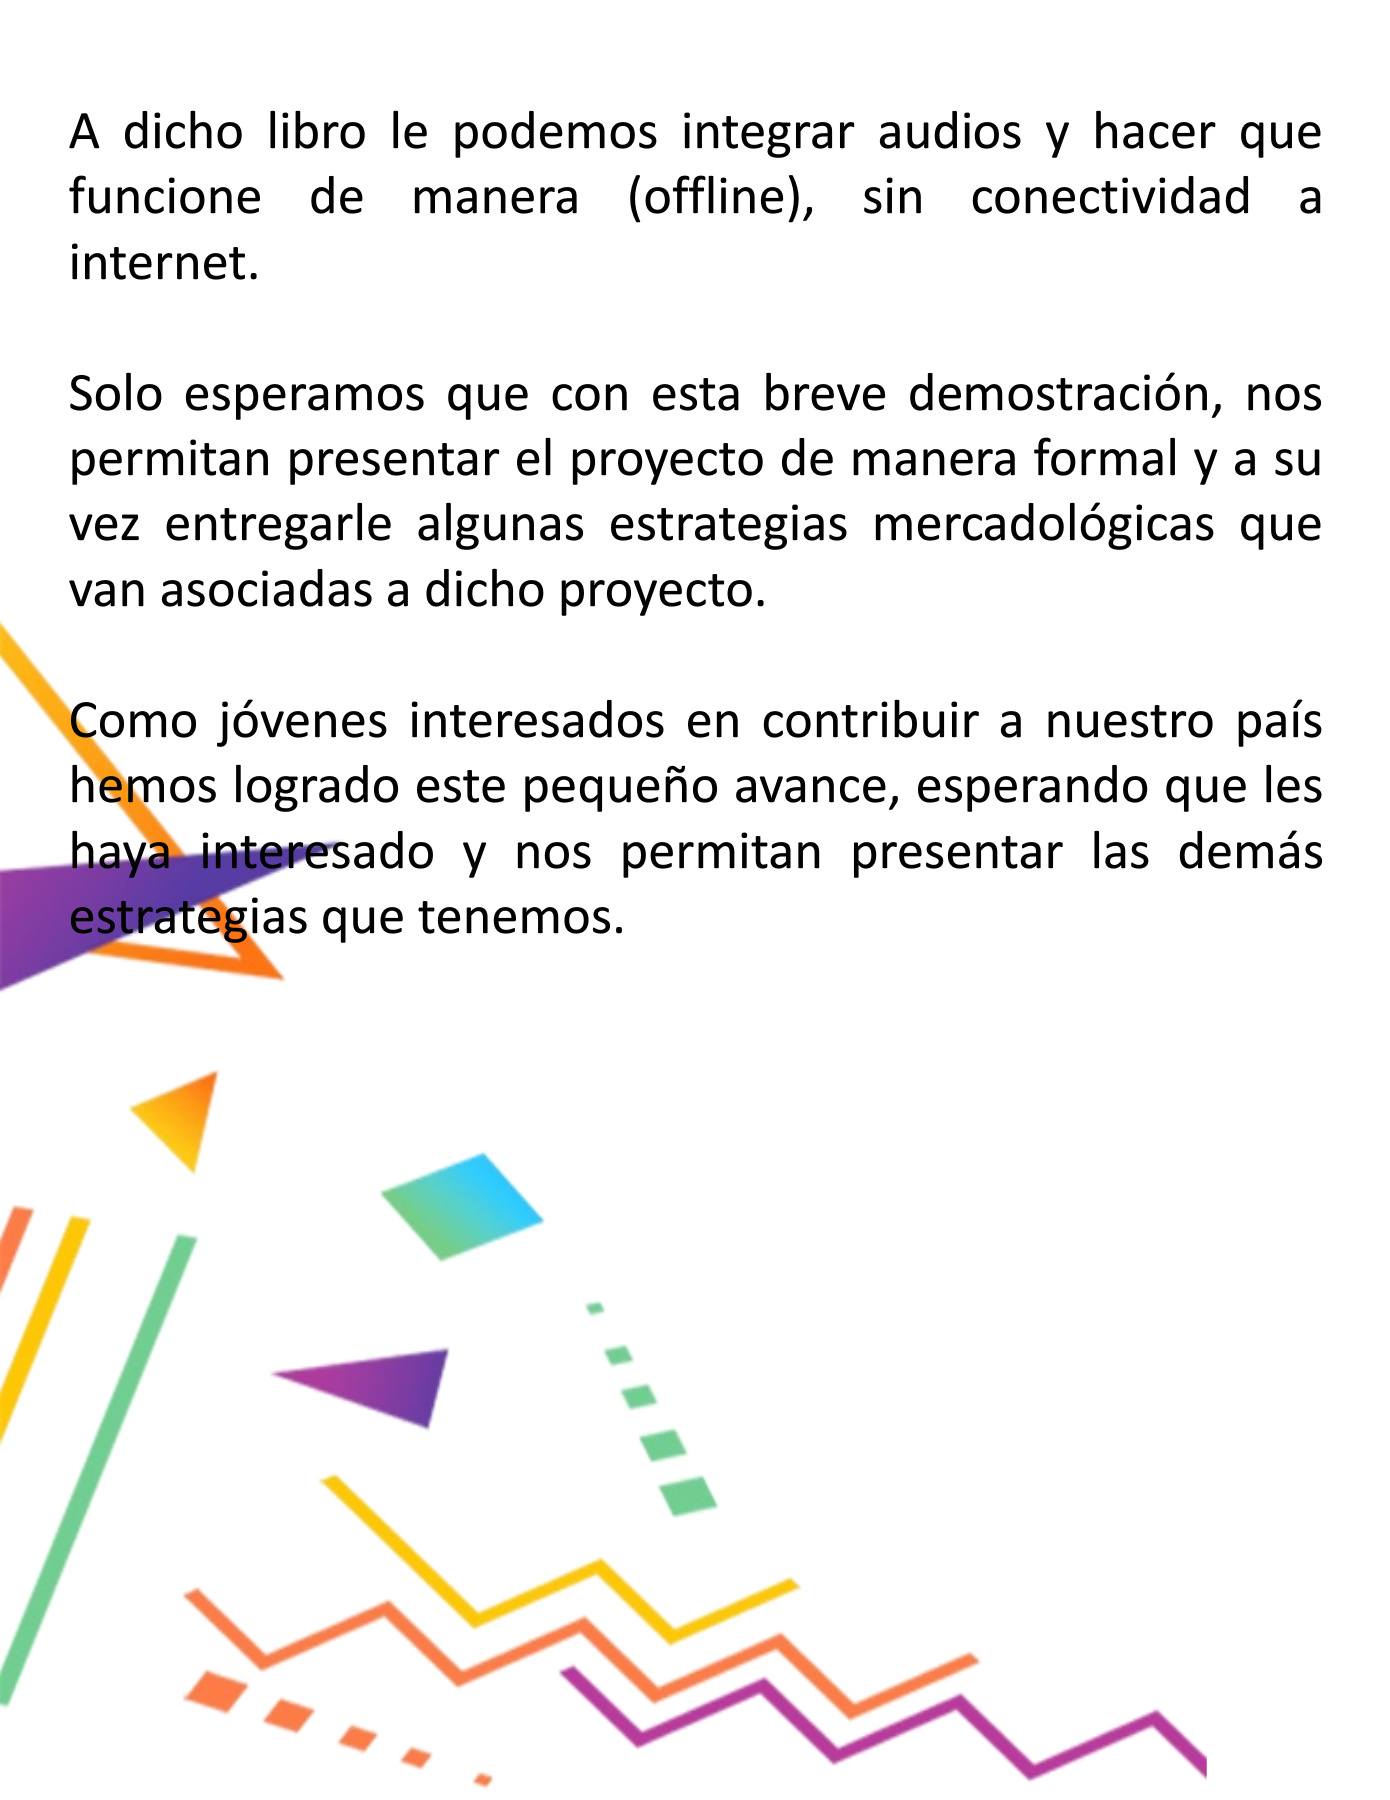 A dicho libro le podemos integrar audios y hacer que
funcione de manera (offline), sin conectividad a
internet.
Solo esperamos que con esta breve demostración, nos
permitan presentar el proyecto de manera formal y a su
vez entregarle algunas estrategias mercadológicas que
van asociadas a dicho proyecto.
Como jóvenes interesados en contribuir a nuestro país
hemos logrado este pequeño avance, esperando que les
haya interesado y nos permitan presentar las demás
estrategias que tenemos.